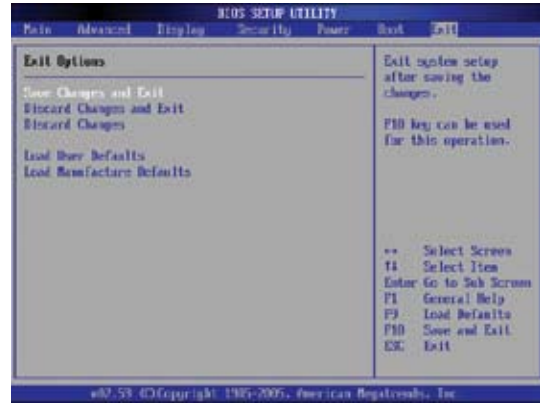 BIOS SETUP UTILITY
Main Advanced Display Security Power Boot Exit
Exit Options
Save Changes and Exit
Discard Changes and Exit
Discard Changes
Load User Defaults
Load Manufacture Defaults
Exit system setup
after saving the
changes.
F10 key can be used
for this operation.
Select Screen
↑↓ Select Item
Enter Go to Sub Screen
F1 General Help
F9 Load Defaults
F10 Save and Exit
ESC Exit
v02.59 (C)Copyright 1985-2005, American Megatrends, Inc.